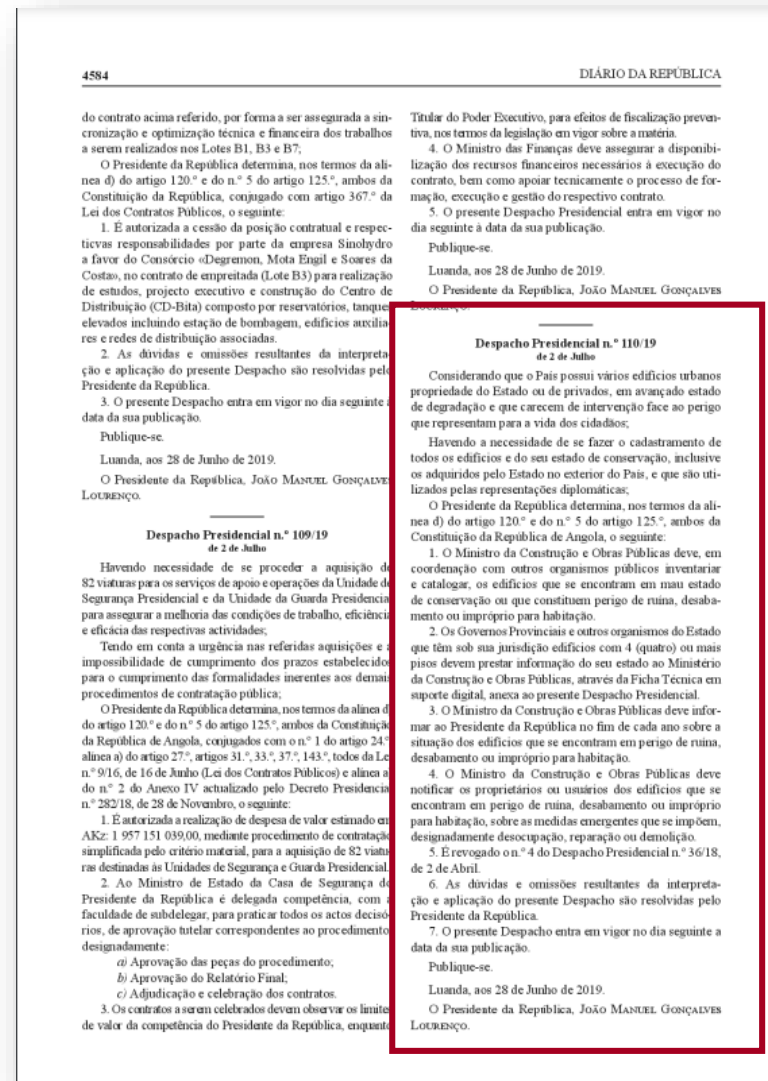 4584
DIÁRIO DA REPÚBLICA
do contrato acima referido, por forma a ser assegurada a sin-
cronização e optimização técnica e financeira dos trabalhos
a serem realizados nos Lotes B1, B3 e B7;
O Presidente da República determina, nos termos da alí-
nea d) do artigo 120.º e do n.º 5 do artigo 125.º, ambos da
Constituição da República, conjugado com artigo 367.º da
Lei dos Contratos Públicos, o seguinte:
1. É autorizada a cessão da posição contratual e respec-
ticvas responsabilidades por parte da empresa Sinohydro
a favor do Consórcio «Degremon, Mota Engil e Soares da
Costa», no contrato de empreitada (Lote B3) para realização
de estudos, projecto executivo e construção do Centro de
Distribuição (CD-Bita) composto por reservatórios, tanques
elevados incluindo estação de bombagem, edifícios auxilia-
res e redes de distribuição associadas.
2. As dúvidas e omissões resultantes da interpreta-
ção e aplicação do presente Despacho são resolvidas pelo
Presidente da República.
3. O presente Despacho entra em vigor no dia seguinte à
data da sua publicação.
Publique-se.
Luanda, aos 28 de Junho de 2019.
O Presidente da República, João Manuel Gonçalves
Lourenço.
Despacho Presidencial n.º 109/19
de 2 de Julho
Havendo necessidade de se proceder a aquisição de
82 viaturas para os serviços de apoio e operações da Unidade de
Segurança Presidencial e da Unidade da Guarda Presidencial
para assegurar a melhoria das condições de trabalho, eficiência
e eficácia das respectivas actividades;
Tendo em conta a urgência nas referidas aquisições e a
impossibilidade de cumprimento dos prazos estabelecidos
para o cumprimento das formalidades inerentes aos demais
procedimentos de contratação pública;
O Presidente da República determina, nos termos da alínea d)
do artigo 120.º e do n.º 5 do artigo 125.º, ambos da Constituição
da República de Angola, conjugados com o n.º 1 do artigo 24.º,
alínea a) do artigo 27.º, artigos 31.º, 33.º, 37.º, 143.º, todos da Lei
n.º 9/16, de 16 de Junho (Lei dos Contratos Públicos) e alínea a)
do n.º 2 do Anexo IV actualizado pelo Decreto Presidencial
n.º 282/18, de 28 de Novembro, o seguinte:
1. É autorizada a realização de despesa de valor estimado em
AKz: 1 957 151 039,00, mediante procedimento de contratação
simplificada pelo critério material, para a aquisição de 82 viatu-
ras destinadas às Unidades de Segurança e Guarda Presidencial.
2. Ao Ministro de Estado da Casa de Segurança do
Presidente da República é delegada competência, com a
faculdade de subdelegar, para praticar todos os actos decisó-
rios, de aprovação tutelar correspondentes ao procedimento,
designadamente:
a) Aprovação das peças do procedimento;
b) Aprovação do Relatório Final;
c) Adjudicação e celebração dos contratos.
3. Os contratos a serem celebrados devem observar os limites
de valor da competência do Presidente da República, enquanto
Titular do Poder Executivo, para efeitos de fiscalização preven-
tiva, nos termos da legislação em vigor sobre a matéria.
4. O Ministro das Finanças deve assegurar a disponibi-
lização dos recursos financeiros necessários à execução do
contrato, bem como apoiar tecnicamente o processo de for-
mação, execução e gestão do respectivo contrato.
5. O presente Despacho Presidencial entra em vigor no
dia seguinte à data da sua publicação.
Publique-se.
Luanda, aos 28 de Junho de 2019.
O Presidente da República, João Manuel Gonçalves
Lourenço.
Despacho Presidencial n.º 110/19
de 2 de Julho
Considerando que o País possui vários edifícios urbanos
propriedade do Estado ou de privados, em avançado estado
de degradação e que carecem de intervenção face ao perigo
que representam para a vida dos cidadãos;
Havendo a necessidade de se fazer o cadastramento de
todos os edifícios e do seu estado de conservação, inclusive
os adquiridos pelo Estado no exterior do País, e que são uti-
lizados pelas representações diplomáticas;
O Presidente da República determina, nos termos da alí-
nea d) do artigo 120.º e do n.º 5 do artigo 125.º, ambos da
Constituição da República de Angola, o seguinte:
1. O Ministro da Construção e Obras Públicas deve, em
coordenação com outros organismos públicos inventariar
e catalogar, os edifícios que se encontram em mau estado
de conservação ou que constituem perigo de ruína, desaba-
mento ou impróprio para habitação.
2. Os Governos Provinciais e outros organismos do Estado
que têm sob sua jurisdição edifícios com 4 (quatro) ou mais
pisos devem prestar informação do seu estado ao Ministério
da Construção e Obras Públicas, através da Ficha Técnica em
suporte digital, anexa ao presente Despacho Presidencial.
3. O Ministro da Construção e Obras Públicas deve infor-
mar ao Presidente da República no fim de cada ano sobre a
situação dos edifícios que se encontram em perigo de ruína,
desabamento ou impróprio para habitação.
4. O Ministro da Construção e Obras Públicas deve
notificar os proprietários ou usuários dos edifícios que se
encontram em perigo de ruína, desabamento ou impróprio
para habitação, sobre as medidas emergentes que se impõem,
designadamente desocupação, reparação ou demolição.
5. É revogado o n.º 4 do Despacho Presidencial n.º 36/18,
de 2 de Abril.
6. As dúvidas e omissões resultantes da interpreta-
ção e aplicação do presente Despacho são resolvidas pelo
Presidente da República.
7. O presente Despacho entra em vigor no dia seguinte a
data da sua publicação.
Publique-se.
Luanda, aos 28 de Junho de 2019.
O Presidente da República, João Manuel Gonçalves
Lourenço.